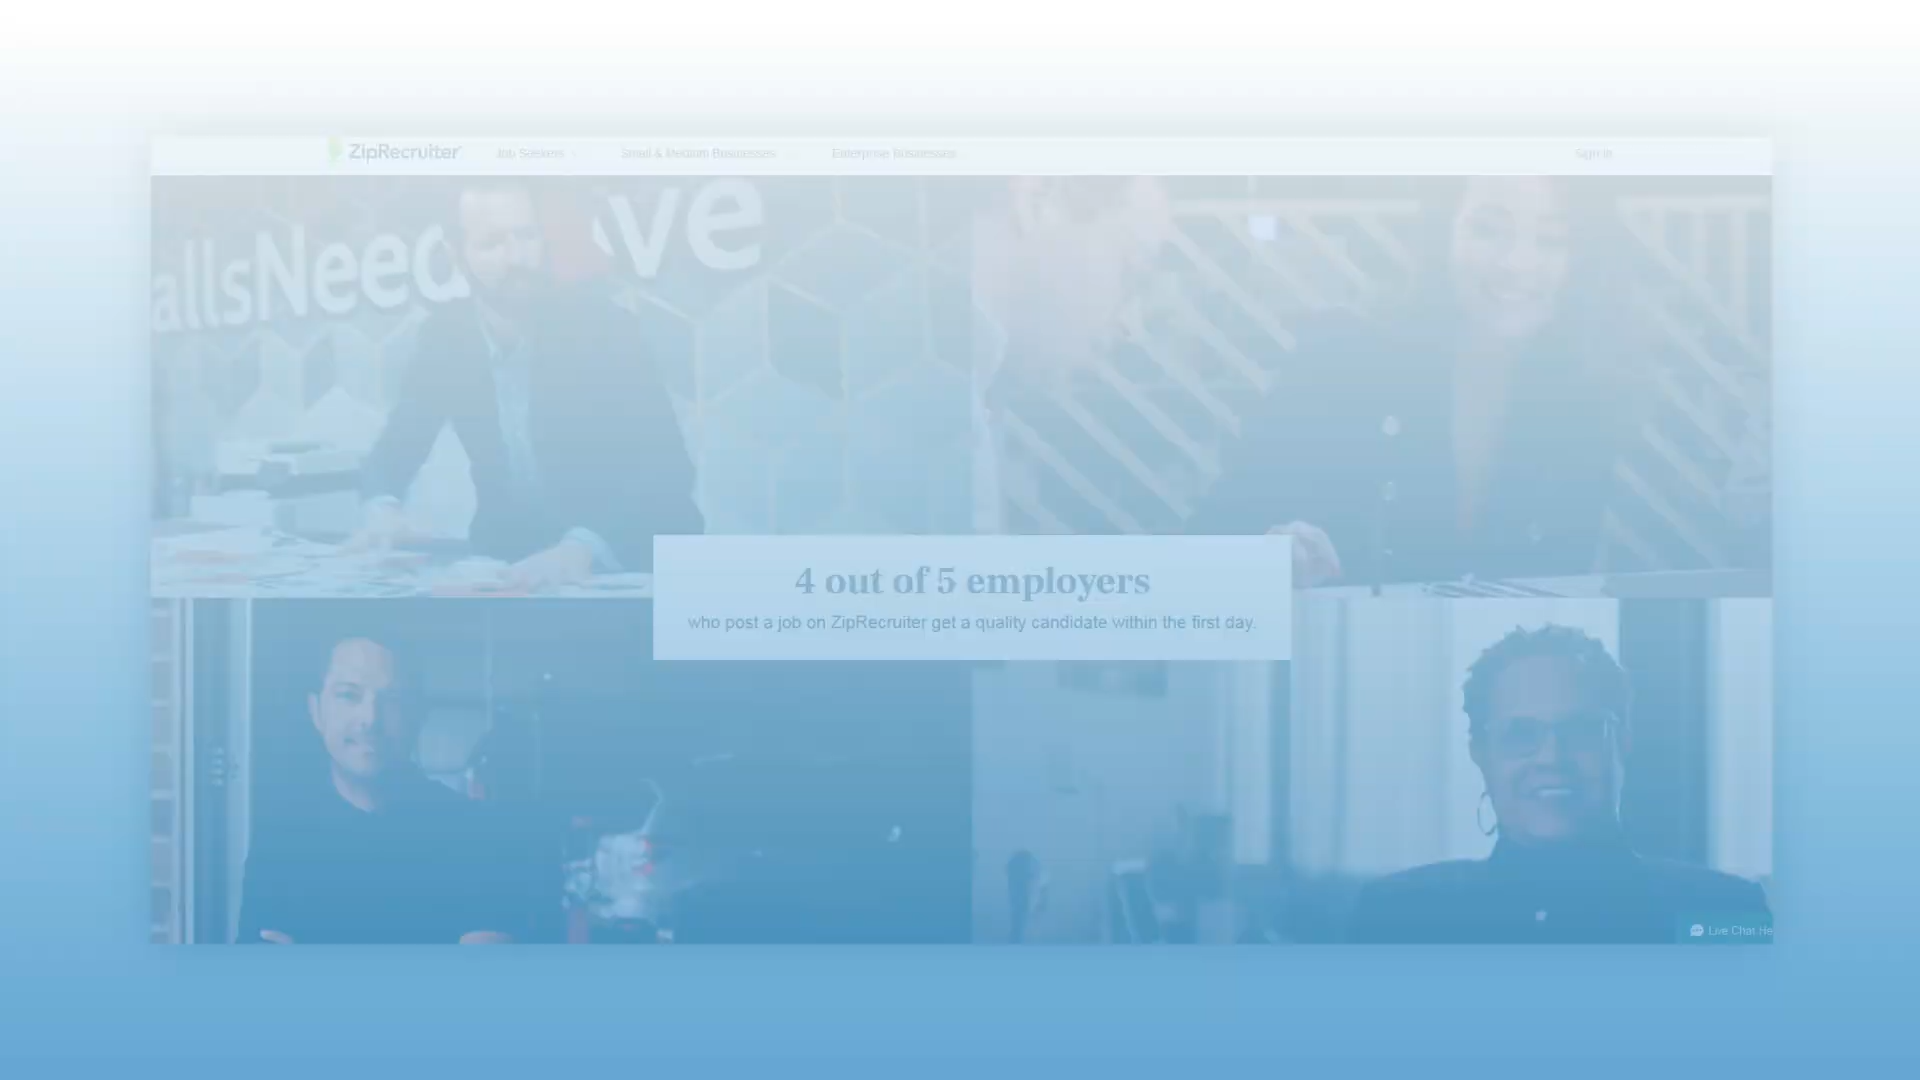 ZipRecruiter
Job Seekers
Small & Medium Businesses
Enterprise Businesses
Sign In
allsNeed
ve
4 out of 5 employers
who post a job on ZipRecruiter get a quality candidate within the first day.
Live Chat He